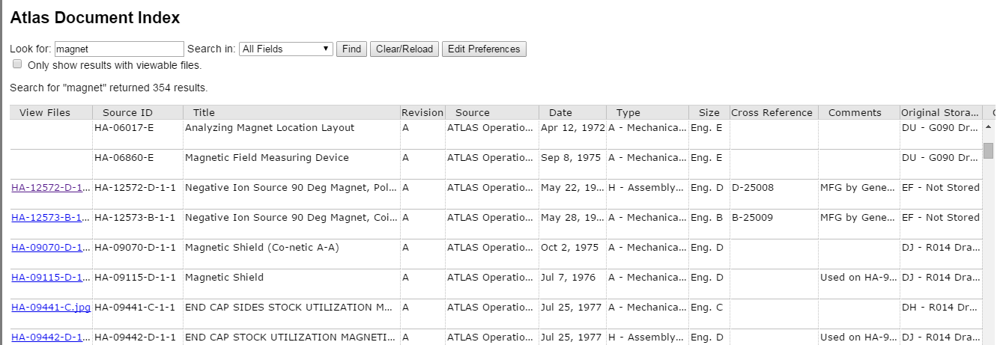 Atlas Document Index
Look for: magnet Search in: All Fields Find Clear/Reload Edit Preferences
Only show results with viewable files.
Search for "magnet" returned 354 results.
View Files Source ID Title Revision Source Date Type Size Cross Reference Comments Original Stora...
HA-06017-E Analyzing Magnet Location Layout A ATLAS Operatio... Apr 12, 1972 A - Mechanica... Eng. E DU - G090 Dr...
HA-06860-E Magnetic Field Measuring Device A ATLAS Operatio... Sep 8, 1975 A - Mechanica... Eng. E DU - G090 Dr...
HA-12572-D-1... HA-12572-D-1-1 Negative Ion Source 90 Deg Magnet, Pol... A ATLAS Operatio... May 22, 19... H - Assembly... Eng. D D-25008 MFG by Gene... EF - Not Stored
HA-12573-B-1... HA-12573-B-1-1 Negative Ion Source 90 Deg Magnet, Coi... A ATLAS Operatio... May 28, 19... A - Mechanica... Eng. B B-25009 MFG by Gene... EF - Not Stored
HA-09070-D-1... HA-09070-D-1-1 Magnetic Shield (Co-netic A-A) A ATLAS Operatio... Oct 2, 1975 A - Mechanica... Eng. D DJ - R014 Dra...
HA-09115-D-1... HA-09115-D-1-1 Magnetic Shield A ATLAS Operatio... Jul 7, 1976 A - Mechanica... Eng. D Used on HA-9... DJ - R014 Dra...
HA-09441-C.jpg HA-09441-C-1-1 END CAP SIDES STOCK UTILIZATION M... A ATLAS Operatio... Jul 25, 1977 A - Mechanica... Eng. C DH - R014 Dr...
HA-09442-D-1... HA-09442-D-1-1 END CAP STOCK UTILIZATION MAGNETI... A ATLAS Operatio... Jul 25, 1977 H - Assembly... Eng. D Used on HA-9... DJ - R014 Dra...